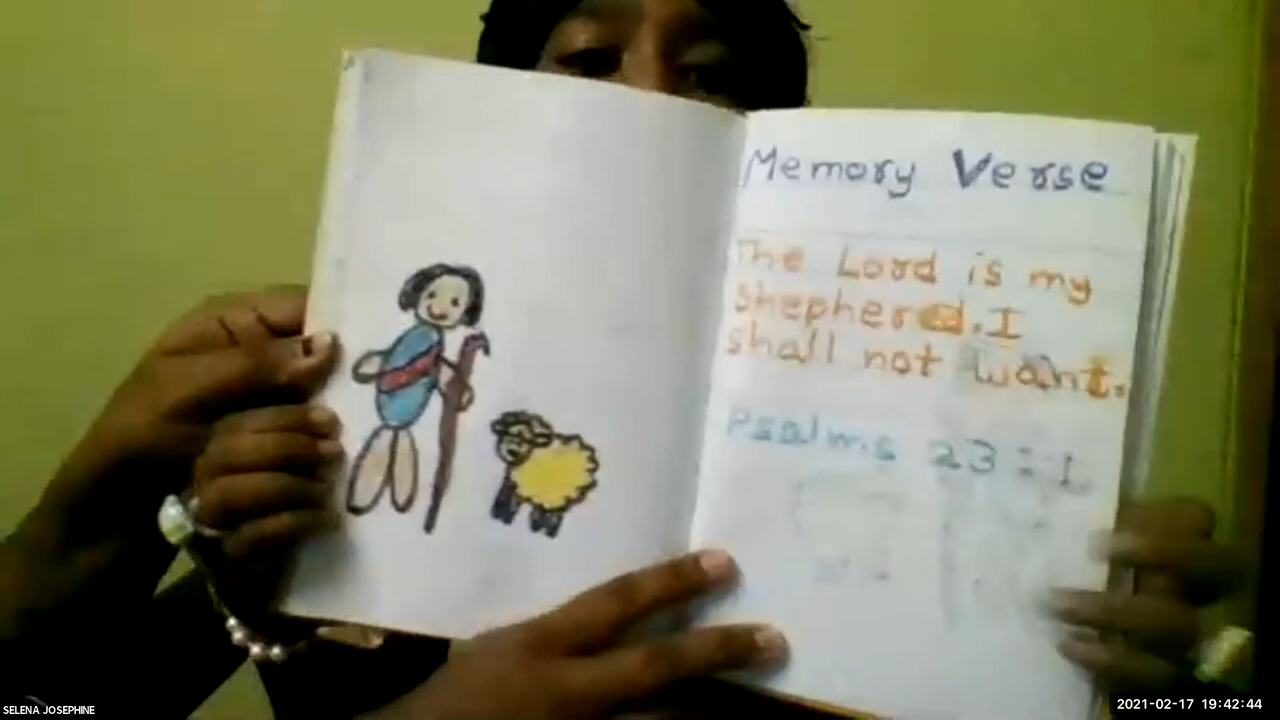 Memory Verse
The Lord is my
shepherd. I
shall not want.
Psalms 23:1
SELENA JOSEPHINE
2021-02-17 19:42:44